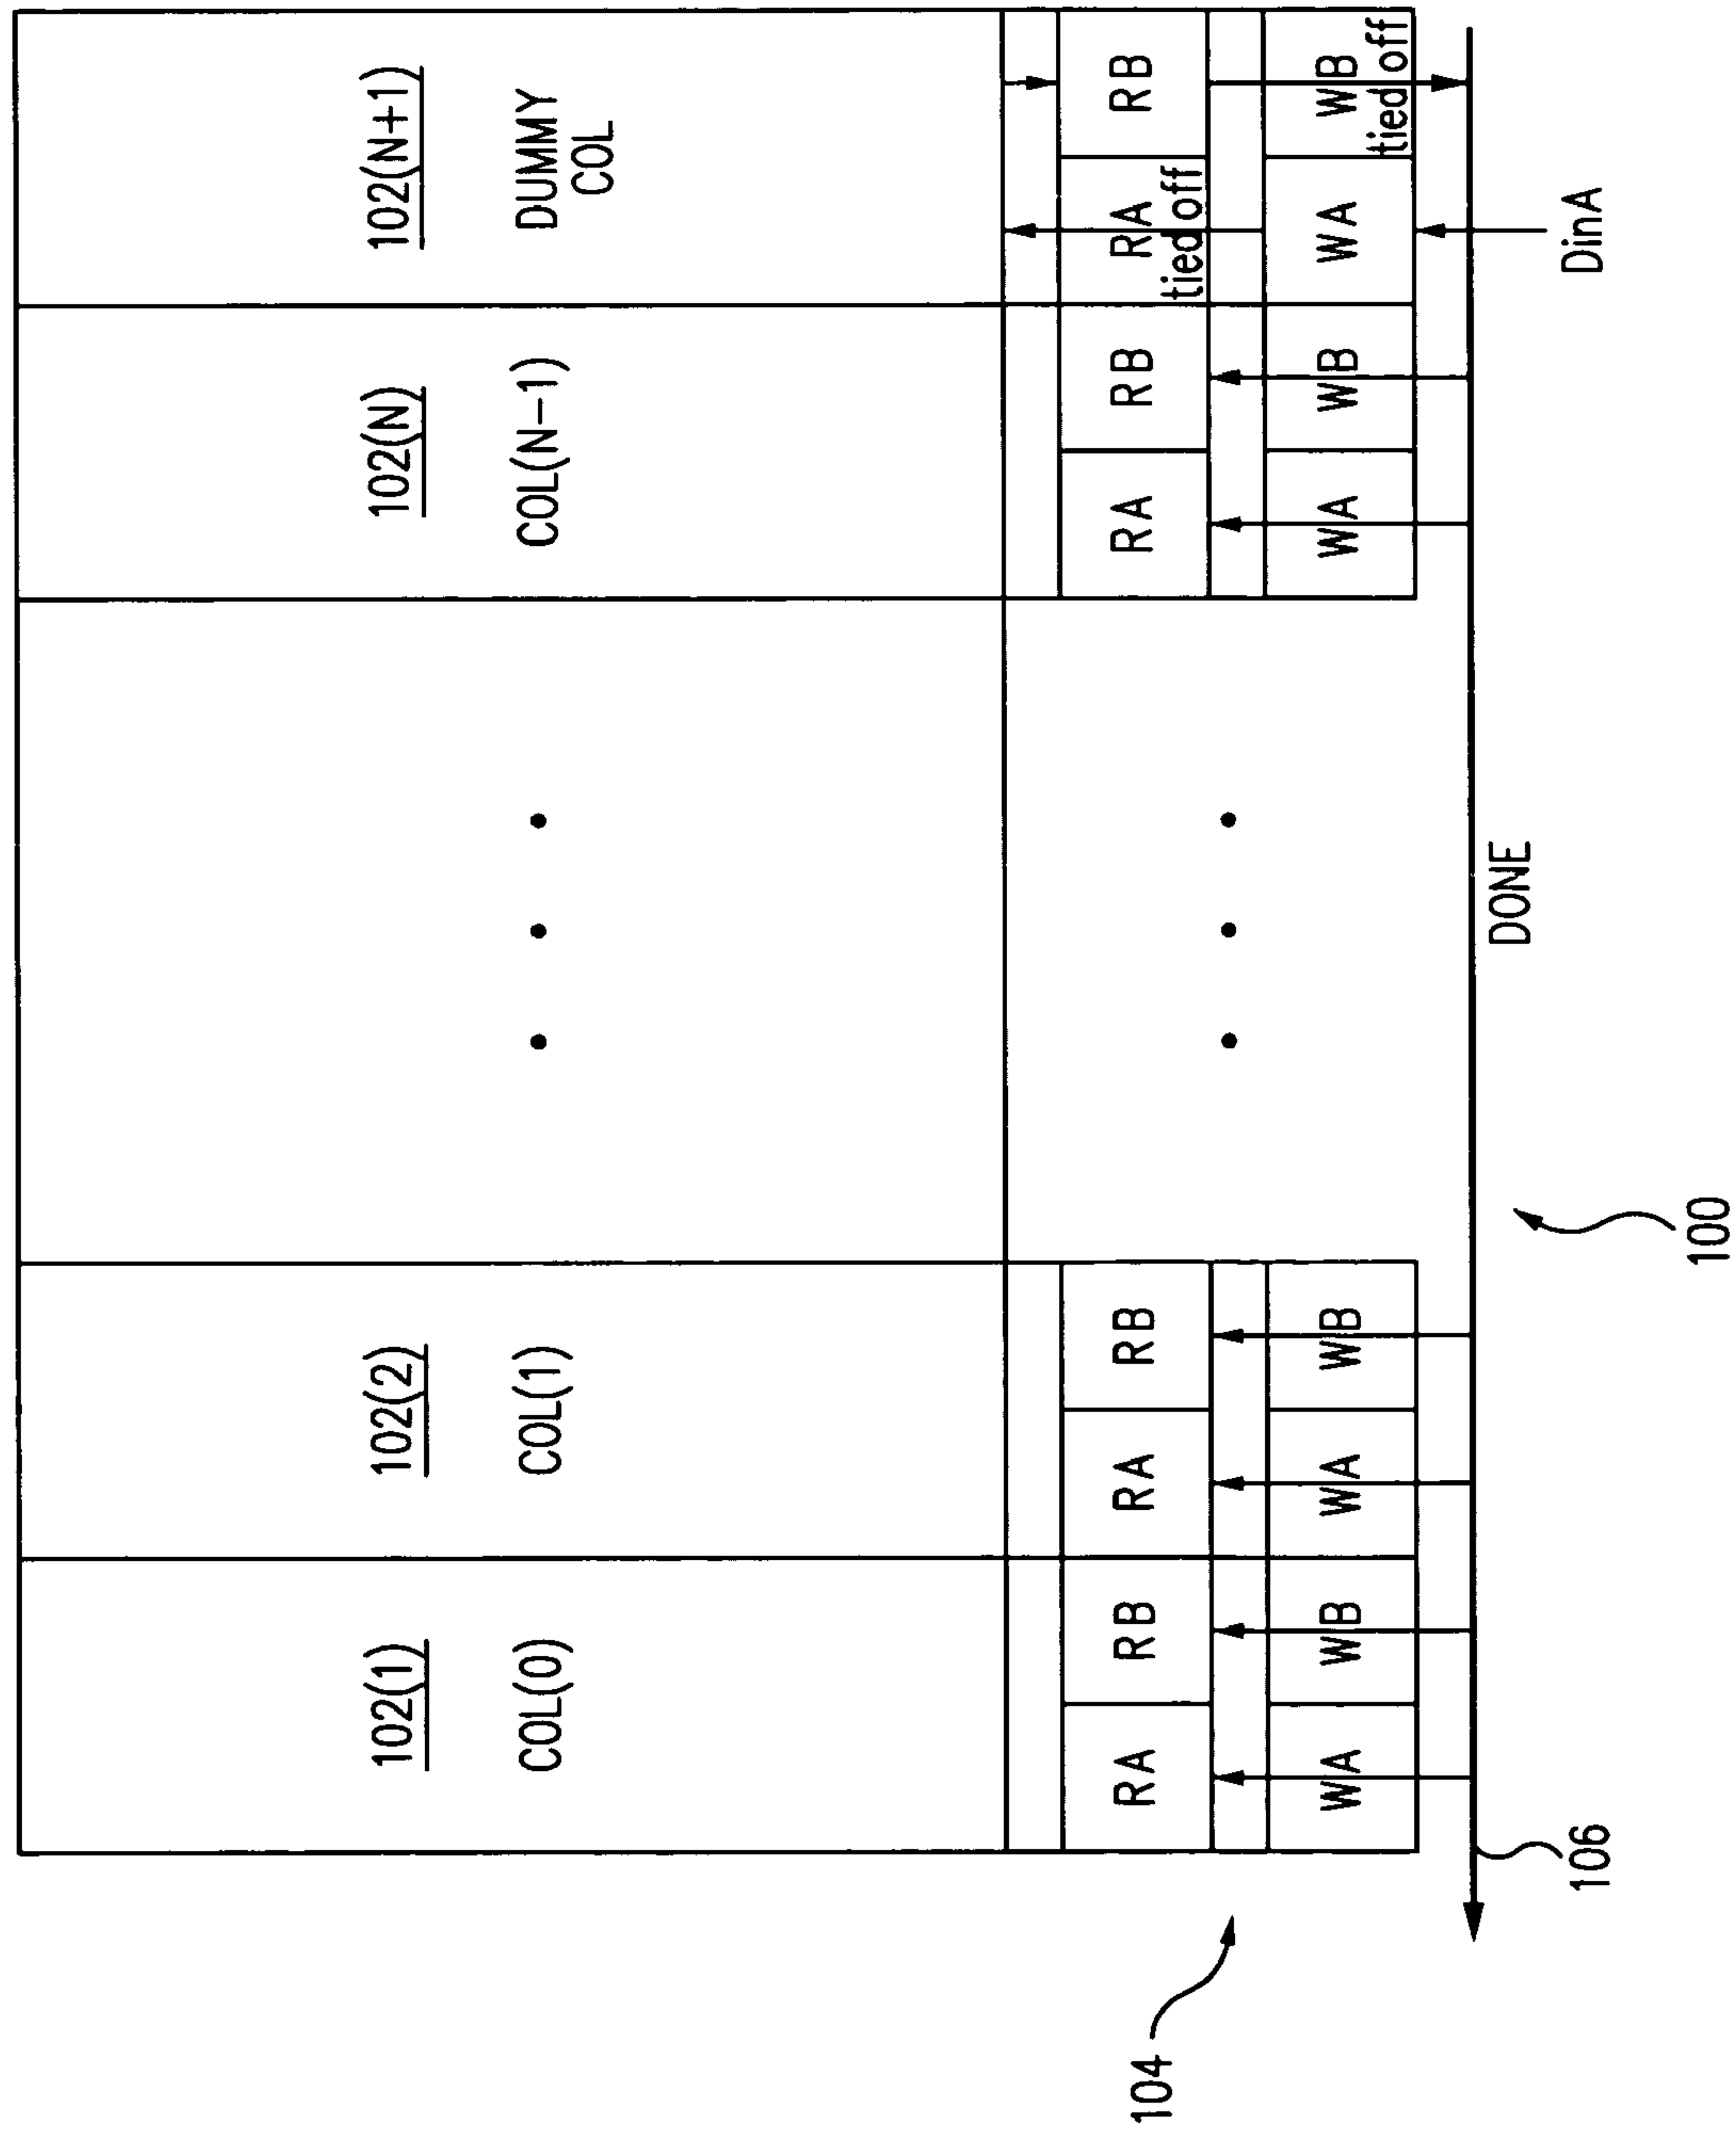 102(1)
102(2)
102(N)
102(N+1)
COL(0)
COL(1)
COL(N-1)
DUMMY
COL
RA
RB
RA
RB
RA
RB
RA
tied off
RB
WA
WB
WA
WB
WA
WB
WA
WB
tied off
104
106
DONE
DinA
100